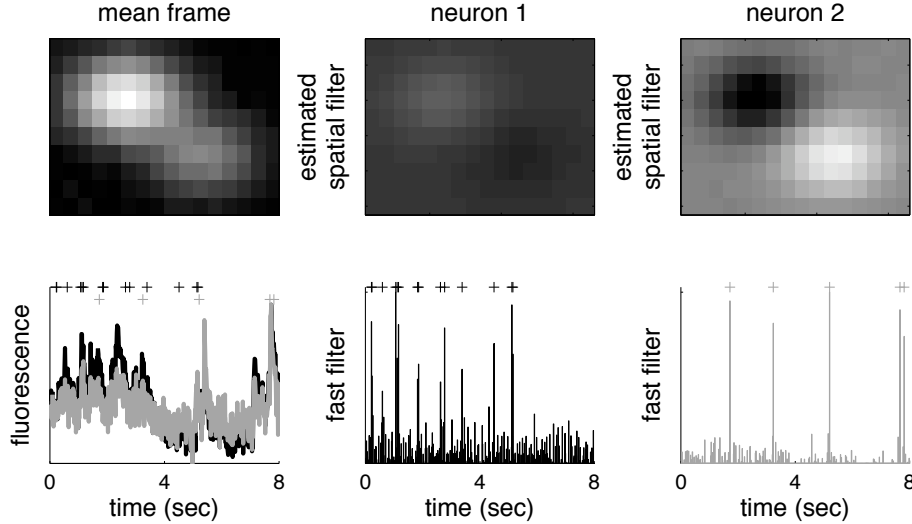 mean frame
neuron 1
neuron 2
estimated
spatial filter
estimated
spatial filter
fluorescence
fast filter
fast filter
0
4
8
0
4
8
0
4
8
time (sec)
time (sec)
time (sec)